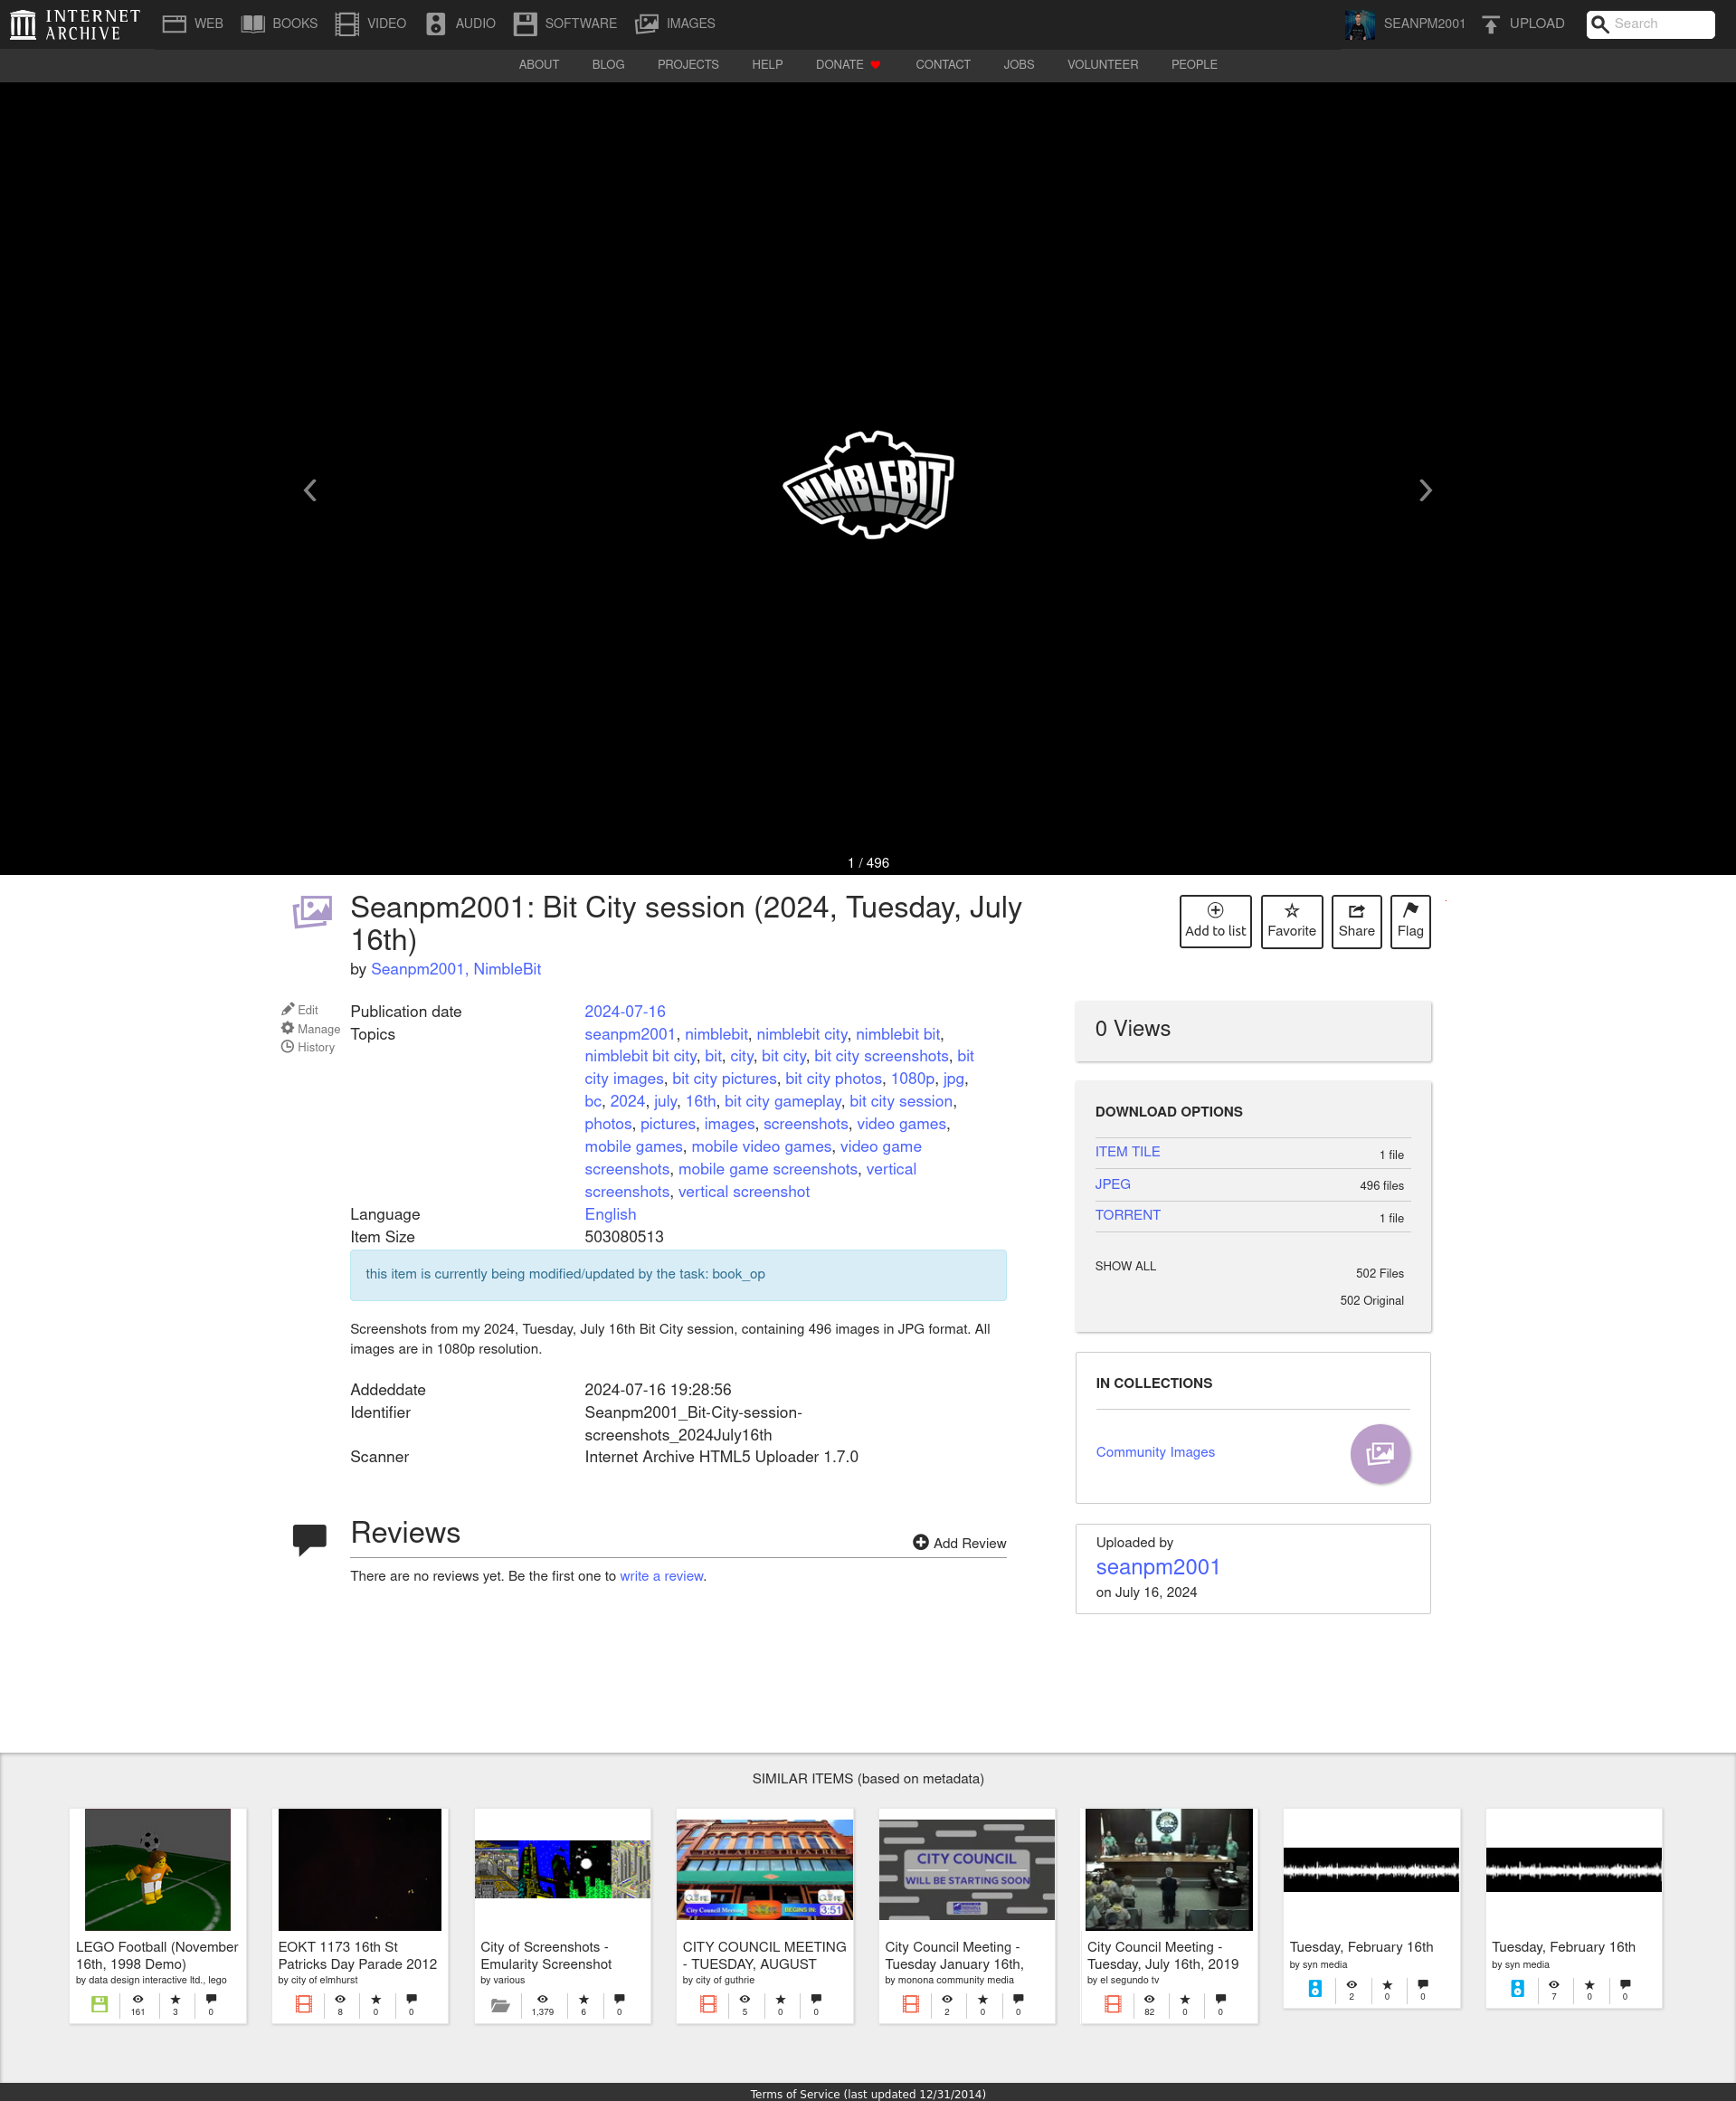 INTERNET
ARCHIVE
WEB
BOOKS
VIDEO
AUDIO
SOFTWARE
IMAGES
SEANPM2001
UPLOAD
Search
ABOUT
BLOG
PROJECTS
HELP
DONATE
CONTACT
JOBS
VOLUNTEER
PEOPLE
NIMBLEBIT
1 / 496
Seanpm2001: Bit City session (2024, Tuesday, July
16th)
by Seanpm2001, NimbleBit
Add to list
Favorite
Share
Flag
Edit
Manage
History
Publication date
2024-07-16
Topics
seanpm2001, nimblebit, nimblebit city, nimblebit bit,
nimblebit bit city, bit, city, bit city, bit city screenshots, bit
city images, bit city pictures, bit city photos, 1080p, jpg,
bc, 2024, july, 16th, bit city gameplay, bit city session,
photos, pictures, images, screenshots, video games,
mobile games, mobile video games, video game
screenshots, mobile game screenshots, vertical
screenshots, vertical screenshot
Language
English
Item Size
503080513
this item is currently being modified/updated by the task: book_op
Screenshots from my 2024, Tuesday, July 16th Bit City session, containing 496 images in JPG format. All
images are in 1080p resolution.
Addeddate
2024-07-16 19:28:56
Identifier
Seanpm2001_Bit-City-session-
screenshots_2024July16th
Scanner
Internet Archive HTML5 Uploader 1.7.0
Reviews
Add Review
There are no reviews yet. Be the first one to write a review.
0 Views
DOWNLOAD OPTIONS
ITEM TILE
1 file
JPEG
496 files
TORRENT
1 file
SHOW ALL
502 Files
502 Original
IN COLLECTIONS
Community Images
Uploaded by
seanpm2001
on July 16, 2024
SIMILAR ITEMS (based on metadata)
LEGO Football (November
16th, 1998 Demo)
by data design interactive ltd., lego
161
3
0
EOKT 1173 16th St
Patricks Day Parade 2012
by city of elmhurst
8
0
0
City of Screenshots -
Emularity Screenshot
by various
1,379
6
0
City Council Meeting
BEGINS IN:
3:51
CITY COUNCIL MEETING
- TUESDAY, AUGUST
by city of guthrie
5
0
0
CITY COUNCIL
WILL BE STARTING SOON
City Council Meeting -
Tuesday January 16th,
by monona community media
2
0
0
City Council Meeting -
Tuesday, July 16th, 2019
by el segundo tv
82
0
0
Tuesday, February 16th
by syn media
2
0
0
Tuesday, February 16th
by syn media
7
0
0
Terms of Service (last updated 12/31/2014)